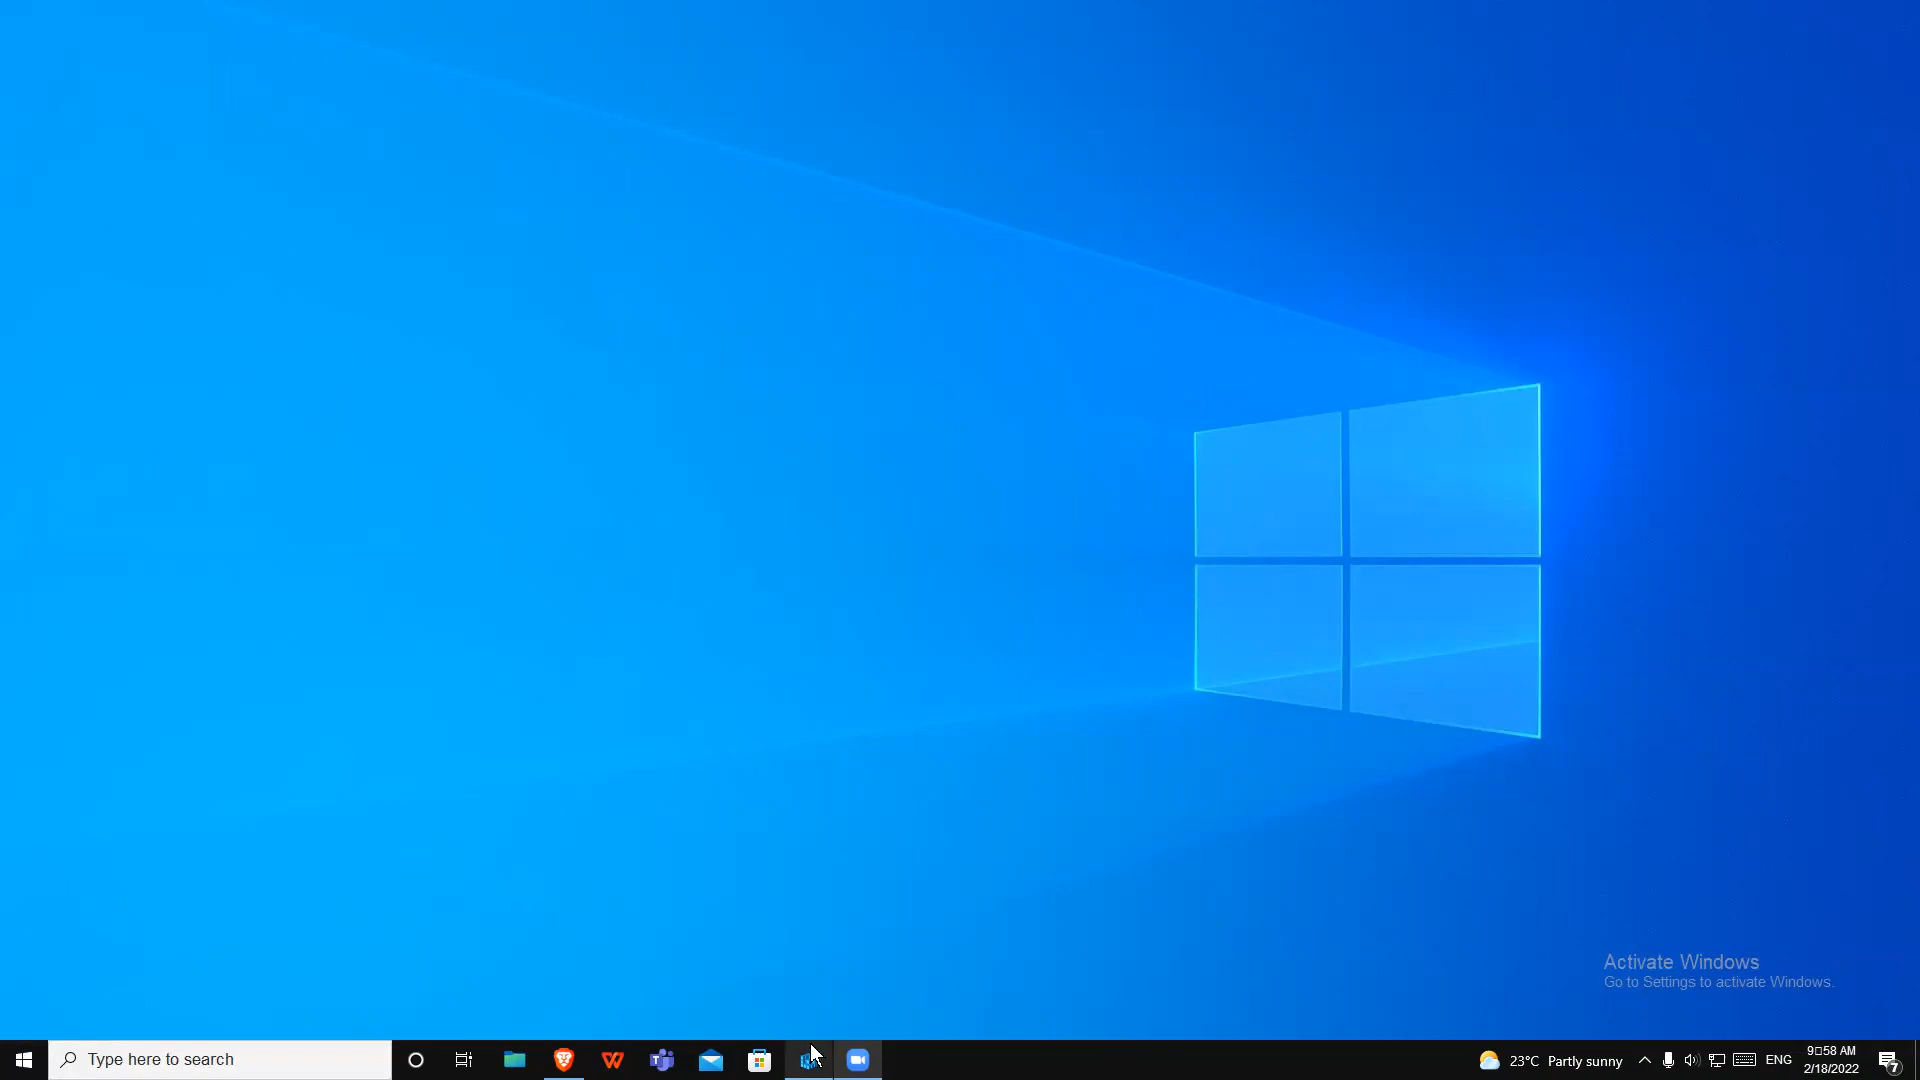 Activate Windows
Go to Settings to activate Windows.
Type here to search
23°C Partly sunny
ENG
9□58 AM
2/18/2022
7